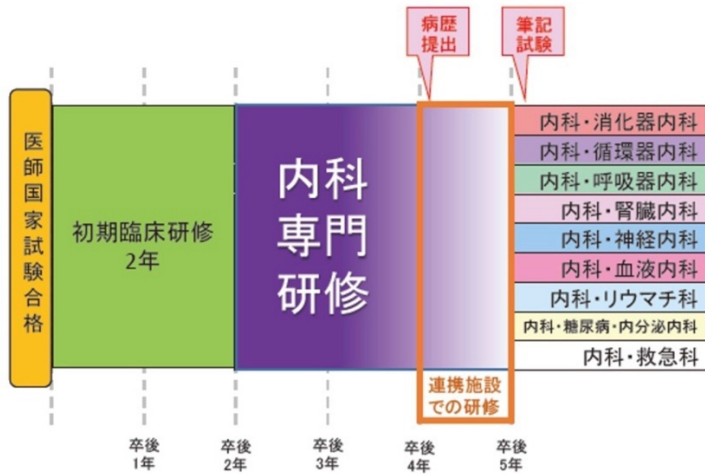 病歴
提出
筆記
試験
医師国家試験合格
初期臨床研修
2年
内科
専門
研修
内科・消化器内科
内科・循環器内科
内科・呼吸器内科
内科・腎臓内科
内科・神経内科
内科・血液内科
内科・リウマチ科
内科・糖尿病・内分泌内科
内科・救急科
連携施設
での研修
卒後
1年
卒後
2年
卒後
3年
卒後
4年
卒後
5年